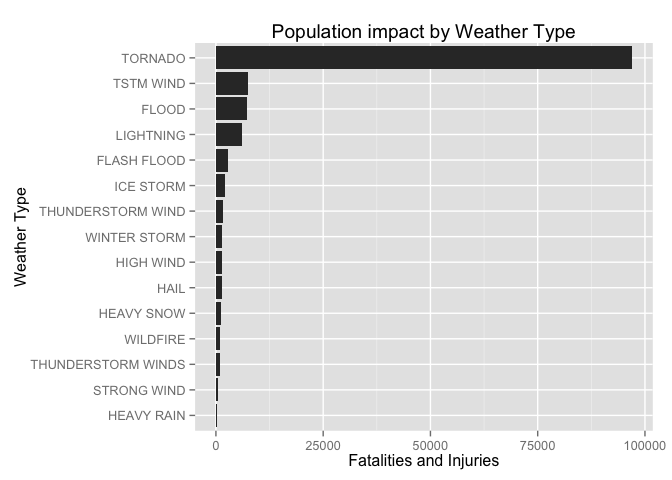 Population impact by Weather Type
Weather Type
TORNADO
TSTM WIND
FLOOD
LIGHTNING
FLASH FLOOD
ICE STORM
THUNDERSTORM WIND
WINTER STORM
HIGH WIND
HAIL
HEAVY SNOW
WILDFIRE
THUNDERSTORM WINDS
STRONG WIND
HEAVY RAIN
0 25000 50000 75000 100000
Fatalities and Injuries